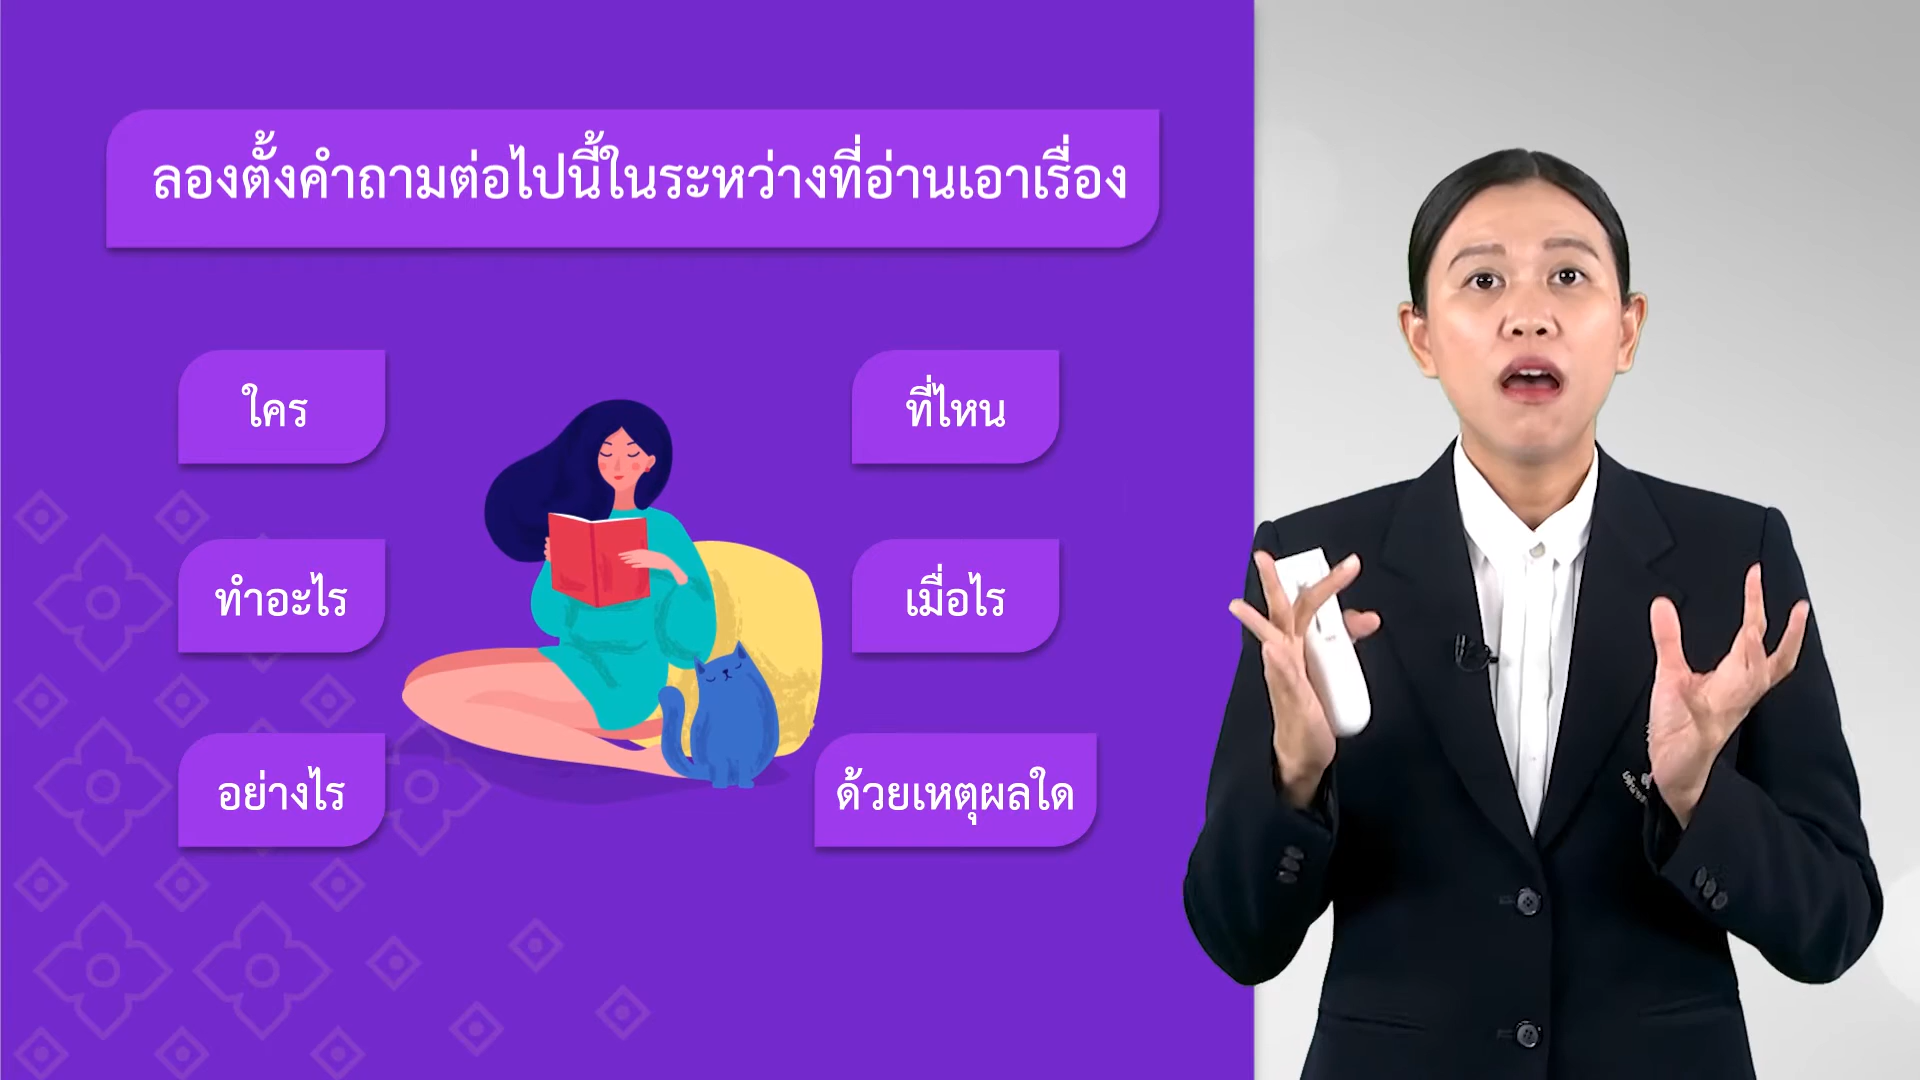 ลองตั้งคำถามต่อไปนี้ในระหว่างที่อ่านเอาเรื่อง
ใคร
ที่ไหน
ทำอะไร
เมื่อไร
อย่างไร
ด้วยเหตุผลใด